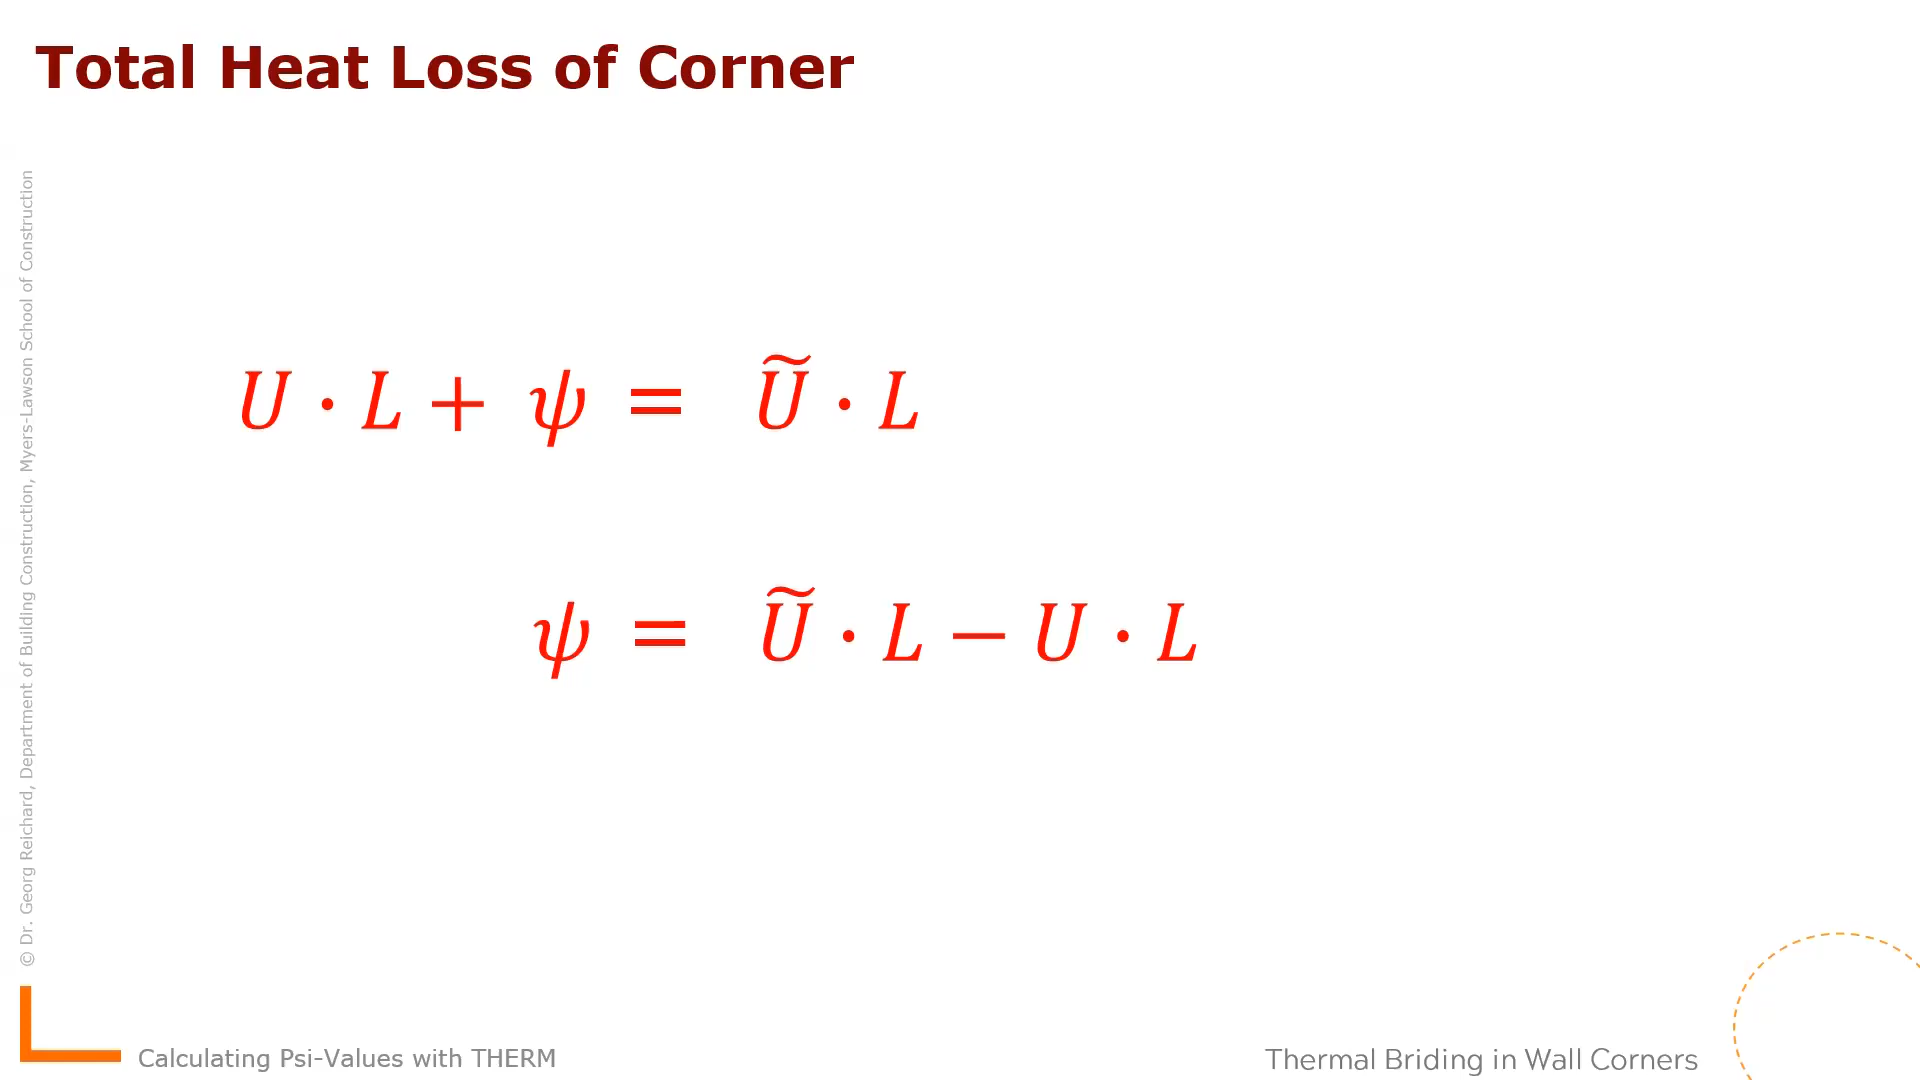 Total Heat Loss of Corner
© Dr. Georg Reichard, Department of Building Construction, Myers-Lawson School of Construction
U · L + ψ = Ũ · L
ψ = Ũ · L − U · L
Calculating Psi-Values with THERM
Thermal Briding in Wall Corners